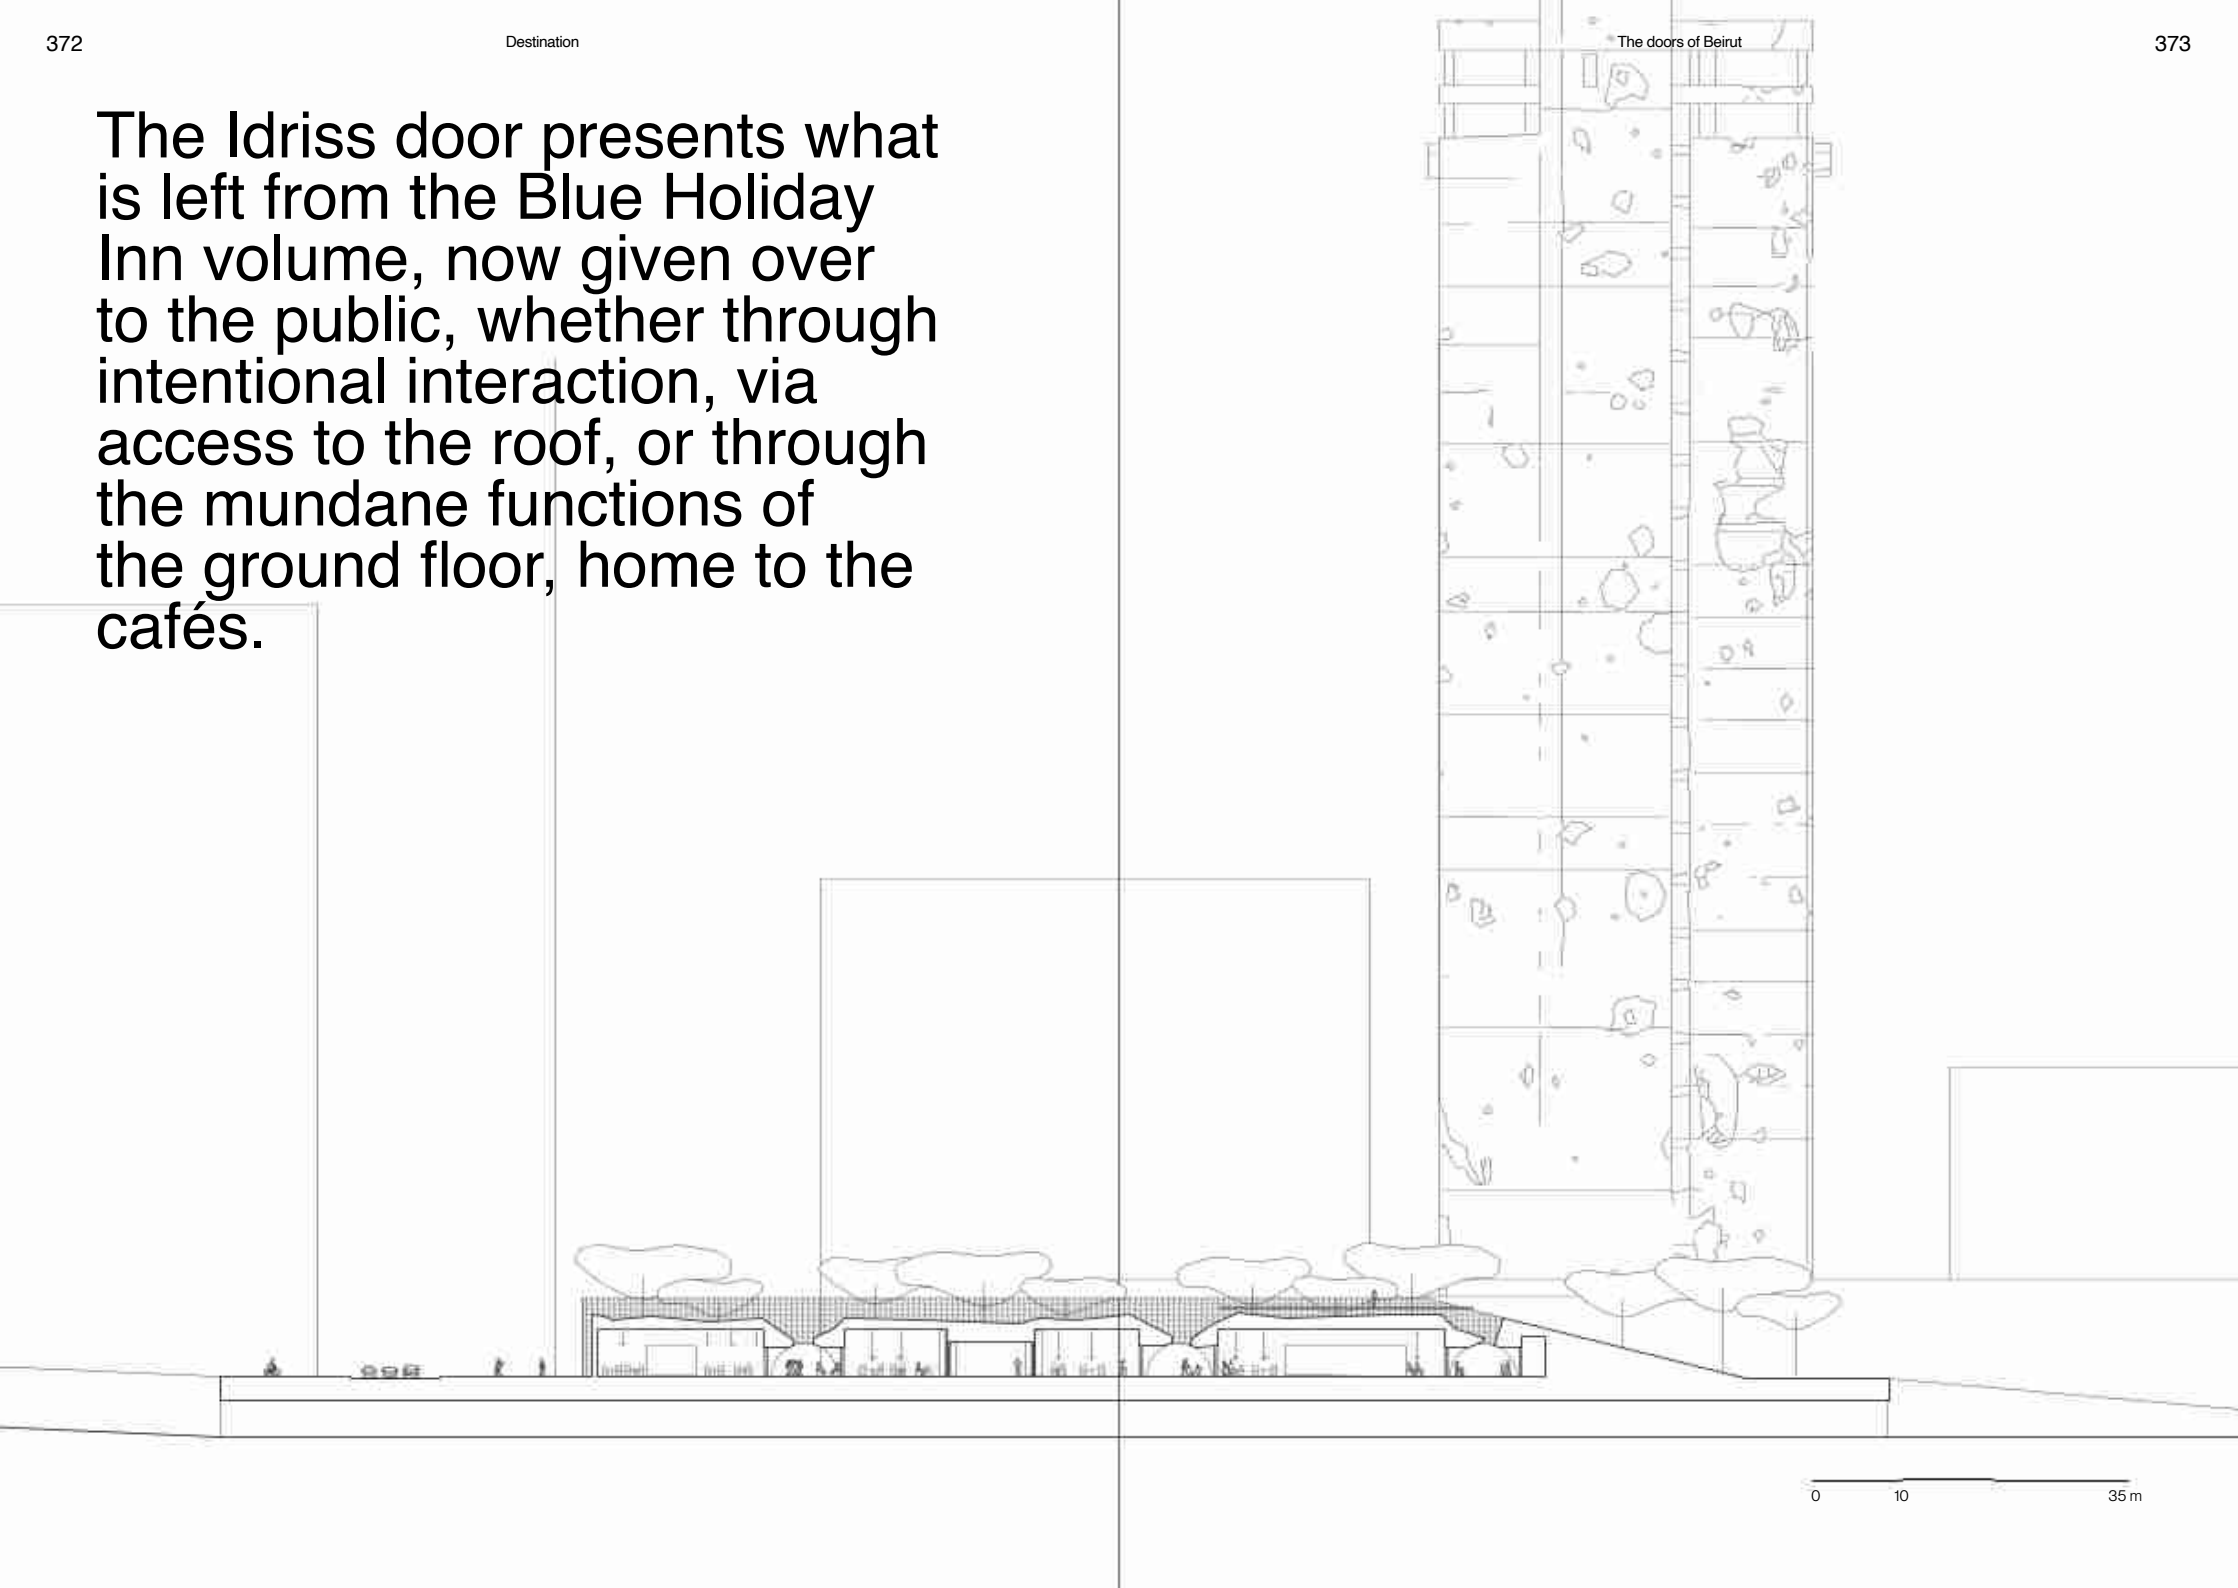 372
Destination
The doors of Beirut
373
The Idriss door presents what
is left from the Blue Holiday
Inn volume, now given over
to the public, whether through
intentional interaction, via
access to the roof, or through
the mundane functions of
the ground floor, home to the
cafés.
0 10 35 m